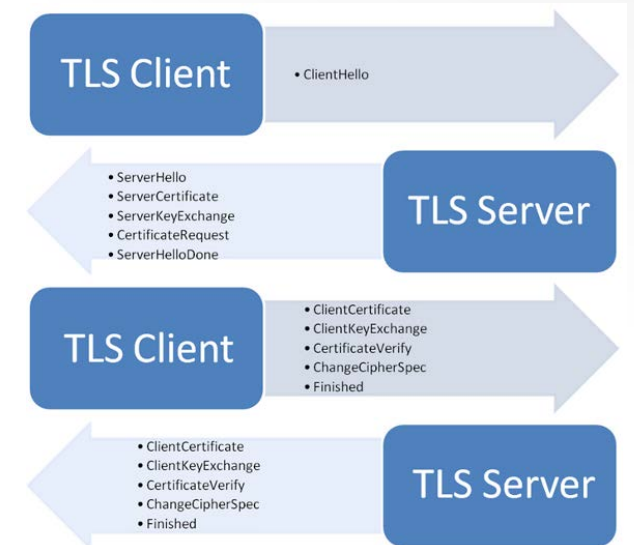 TLS Client
• ClientHello
• ServerHello
• ServerCertificate
• ServerKeyExchange
• CertificateRequest
• ServerHelloDone
TLS Server
TLS Client
• ClientCertificate
• ClientKeyExchange
• CertificateVerify
• ChangeCipherSpec
• Finished
• ClientCertificate
• ClientKeyExchange
• CertificateVerify
• ChangeCipherSpec
• Finished
TLS Server